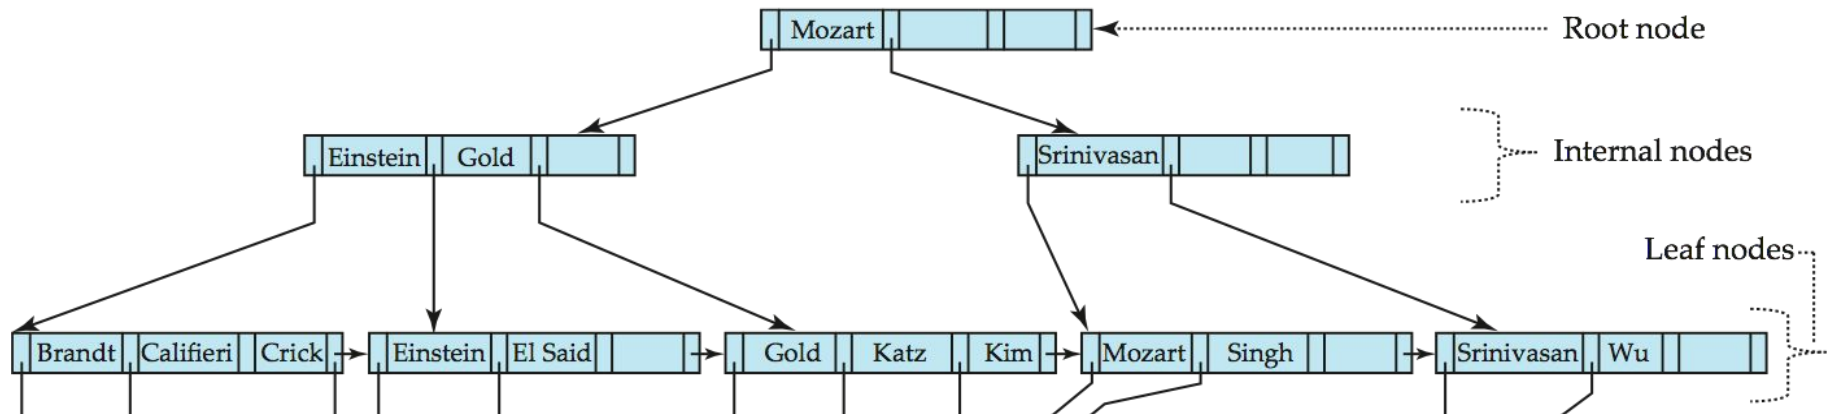 Mozart
Root node
Einstein Gold
Srinivasan
Internal nodes
Leaf nodes
Brandt Califieri Crick Einstein El Said Gold Katz Kim Mozart Singh Srinivasan Wu